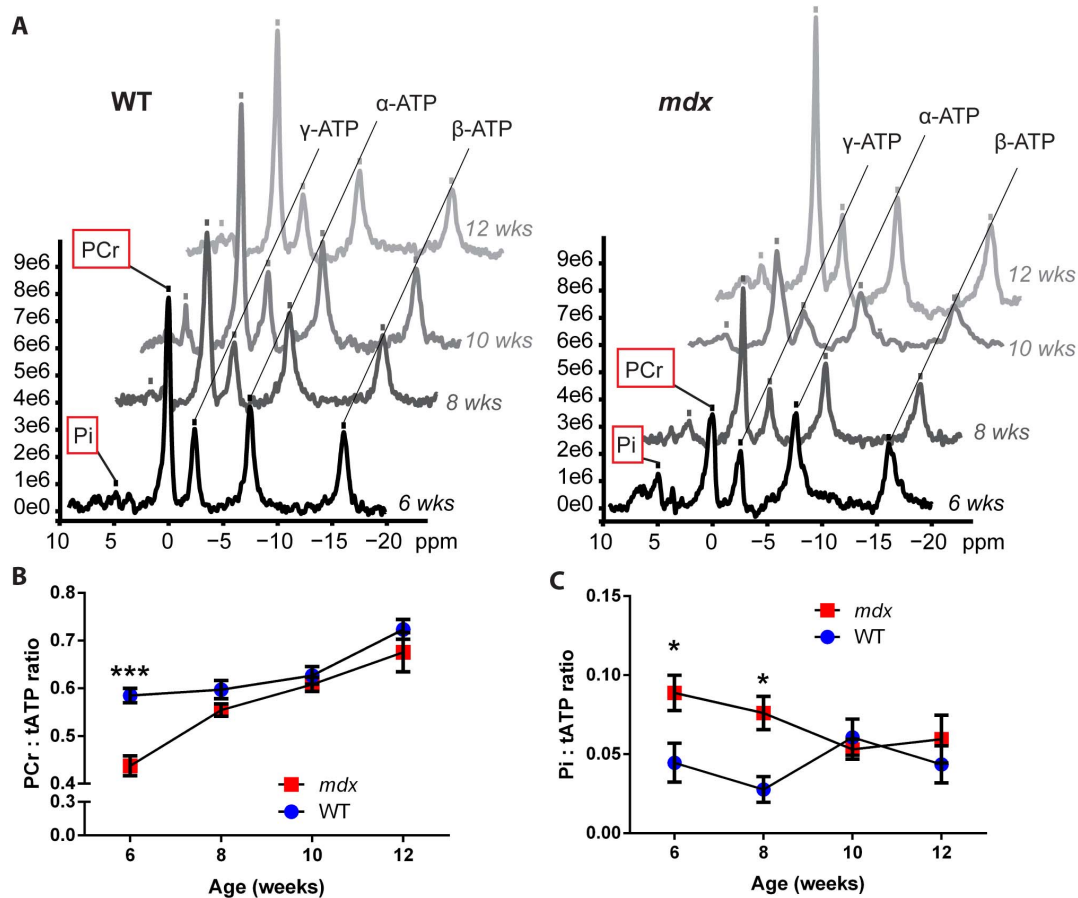 A
WT
γ-ATP
α-ATP
β-ATP
PCr
Pi
12 wks
10 wks
8 wks
6 wks
9e6
8e6
7e6
6e6
5e6
4e6
3e6
2e6
1e6
0e0
10 5 0 −5 −10 −15 −20 ppm
mdx
γ-ATP
α-ATP
β-ATP
PCr
Pi
12 wks
10 wks
8 wks
6 wks
9e6
8e6
7e6
6e6
5e6
4e6
3e6
2e6
1e6
0e0
10 5 0 −5 −10 −15 −20 ppm
B
PCr : tATP ratio
0.8
0.7
0.6
0.5
0.4
0.3
0.0
***
mdx
WT
6 8 10 12
Age (weeks)
C
Pi : tATP ratio
0.15
0.10
0.05
0.00
*
*
mdx
WT
6 8 10 12
Age (weeks)